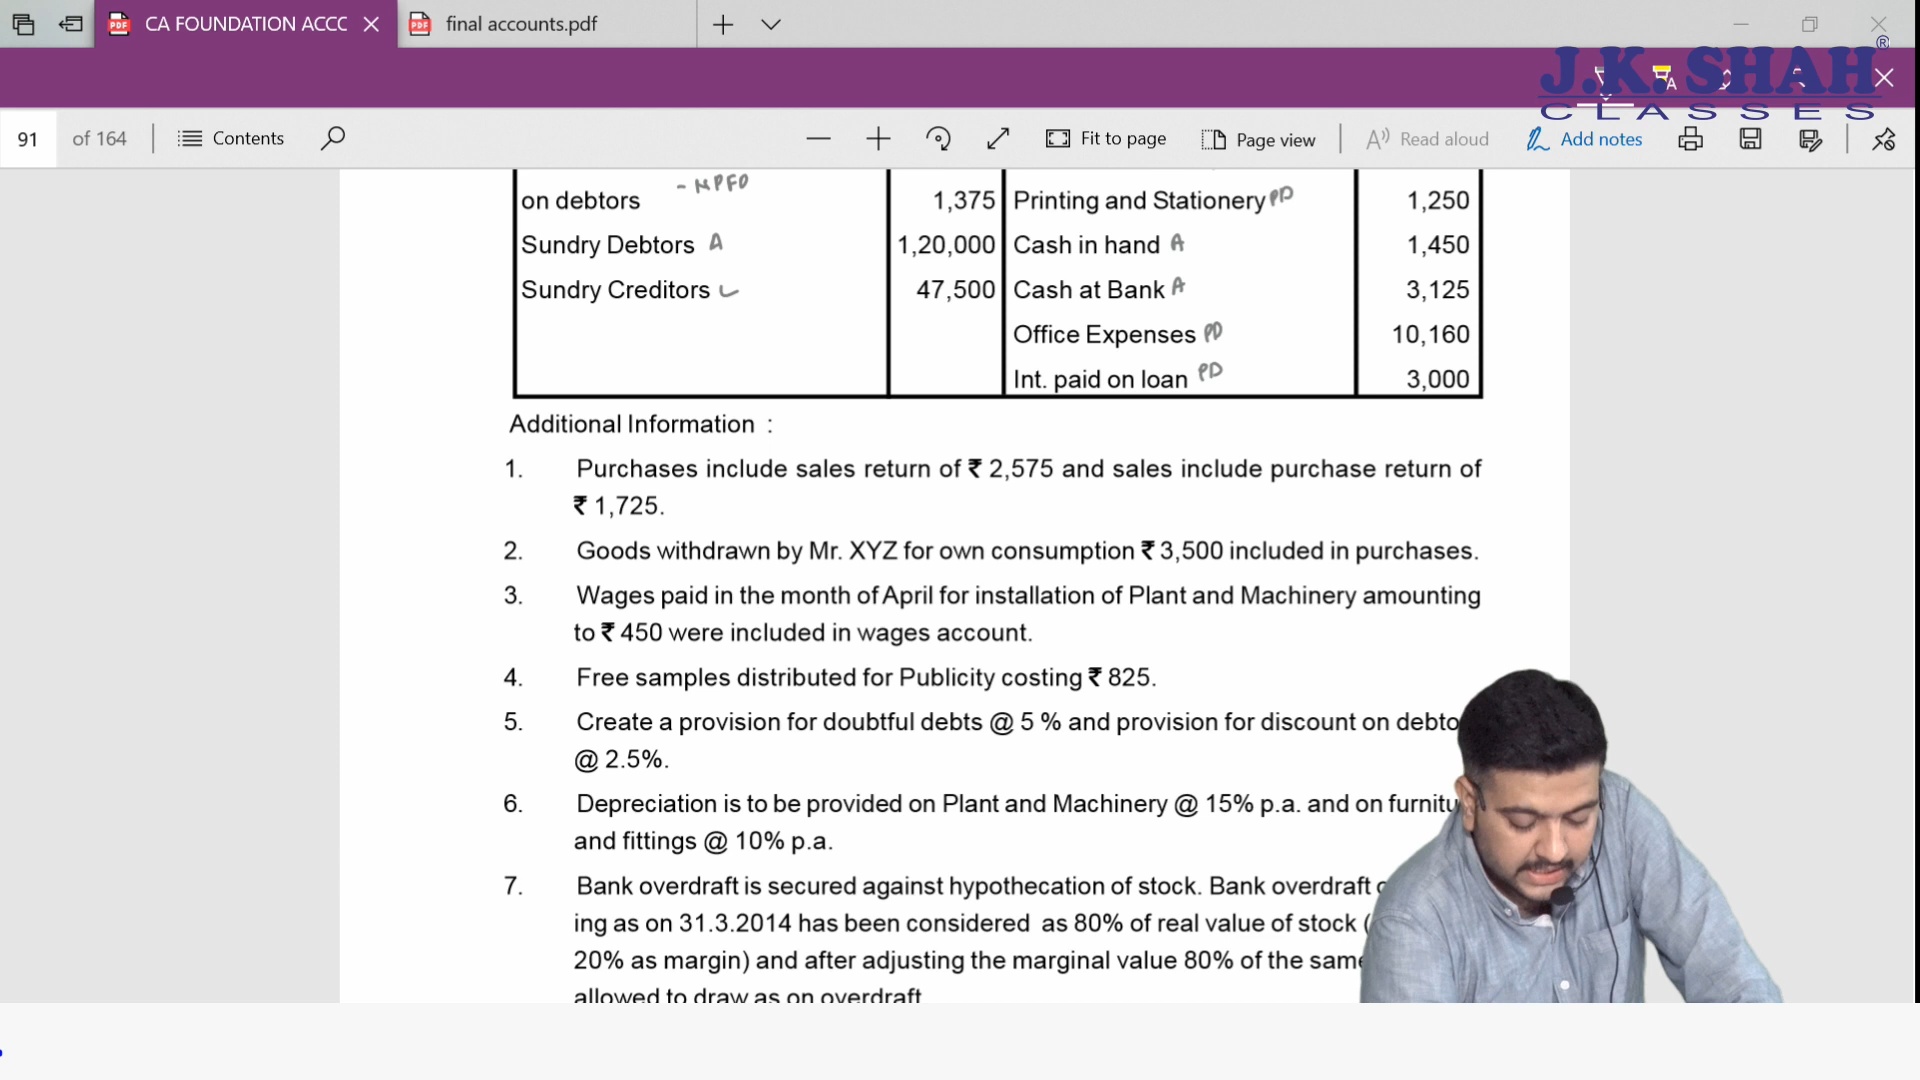 CA FOUNDATION ACCC
final accounts.pdf
J.K. SHAH®
CLASSES
91 of 164
Contents
Fit to page
Page view
Read aloud
Add notes
on debtors - NPFD 1,375 Printing and Stationery PD 1,250
Sundry Debtors A 1,20,000 Cash in hand A 1,450
Sundry Creditors L 47,500 Cash at Bank A 3,125
Office Expenses PD 10,160
Int. paid on loan PD 3,000
Additional Information :
1. Purchases include sales return of ₹ 2,575 and sales include purchase return of
₹ 1,725.
2. Goods withdrawn by Mr. XYZ for own consumption ₹ 3,500 included in purchases.
3. Wages paid in the month of April for installation of Plant and Machinery amounting
to ₹ 450 were included in wages account.
4. Free samples distributed for Publicity costing ₹ 825.
5. Create a provision for doubtful debts @ 5 % and provision for discount on debto
@ 2.5%.
6. Depreciation is to be provided on Plant and Machinery @ 15% p.a. and on furnitu
and fittings @ 10% p.a.
7. Bank overdraft is secured against hypothecation of stock. Bank overdraft
ing as on 31.3.2014 has been considered as 80% of real value of stock (
20% as margin) and after adjusting the marginal value 80% of the same
allowed to draw as on overdraft